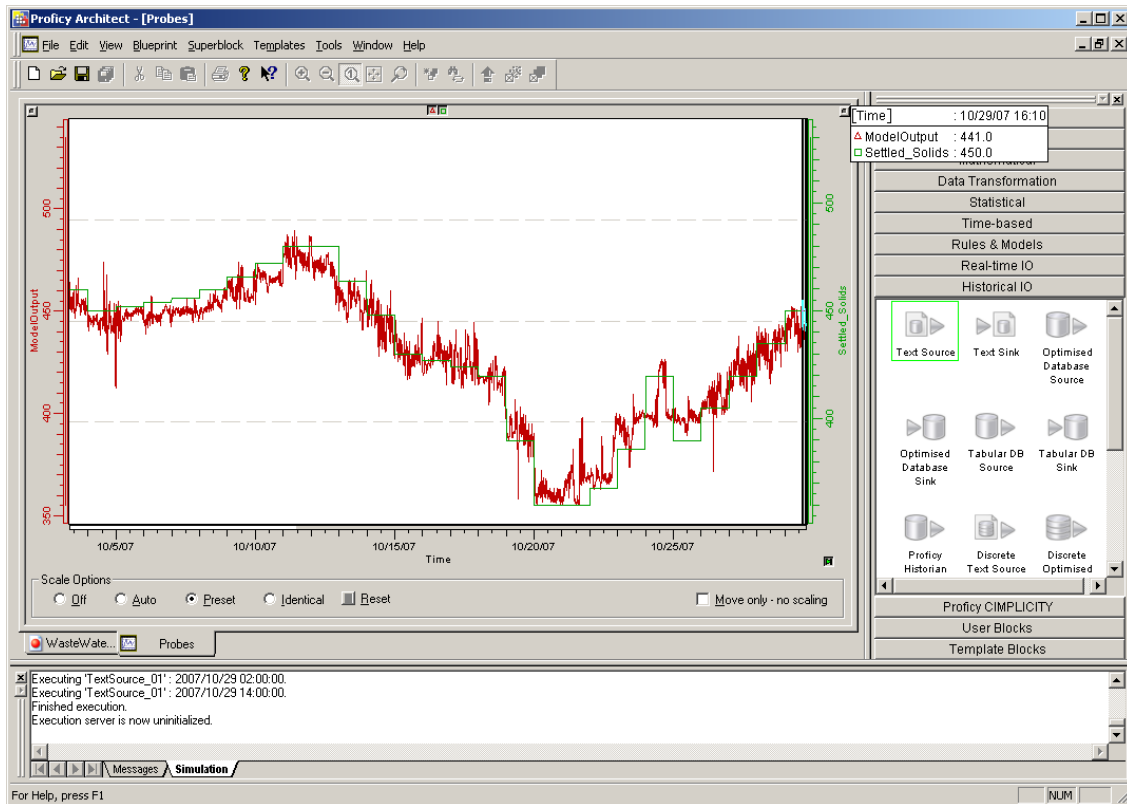 Proficy Architect - [Probes]
File Edit View Blueprint Superblock Templates Tools Window Help
[Time] : 10/29/07 16:10
ModelOutput : 441.0
Settled_Solids : 450.0
500
450
400
350
ModelOutput
500
450
400
Settled_Solids
10/5/07 10/10/07 10/15/07 10/20/07 10/25/07
Time
Scale Options
Off Auto Preset Identical Reset Move only - no scaling
WasteWate... Probes
Data Transformation
Statistical
Time-based
Rules & Models
Real-time IO
Historical IO
Text Source Text Sink Optimised Database Source
Optimised Database Sink Tabular DB Source Tabular DB Sink
Proficy Historian Discrete Text Source Discrete Optimised
Proficy CIMPLICITY
User Blocks
Template Blocks
Executing 'TextSource_01' : 2007/10/29 02:00:00.
Executing 'TextSource_01' : 2007/10/29 14:00:00.
Finished execution.
Execution server is now uninitialized.
Messages Simulation
For Help, press F1 NUM